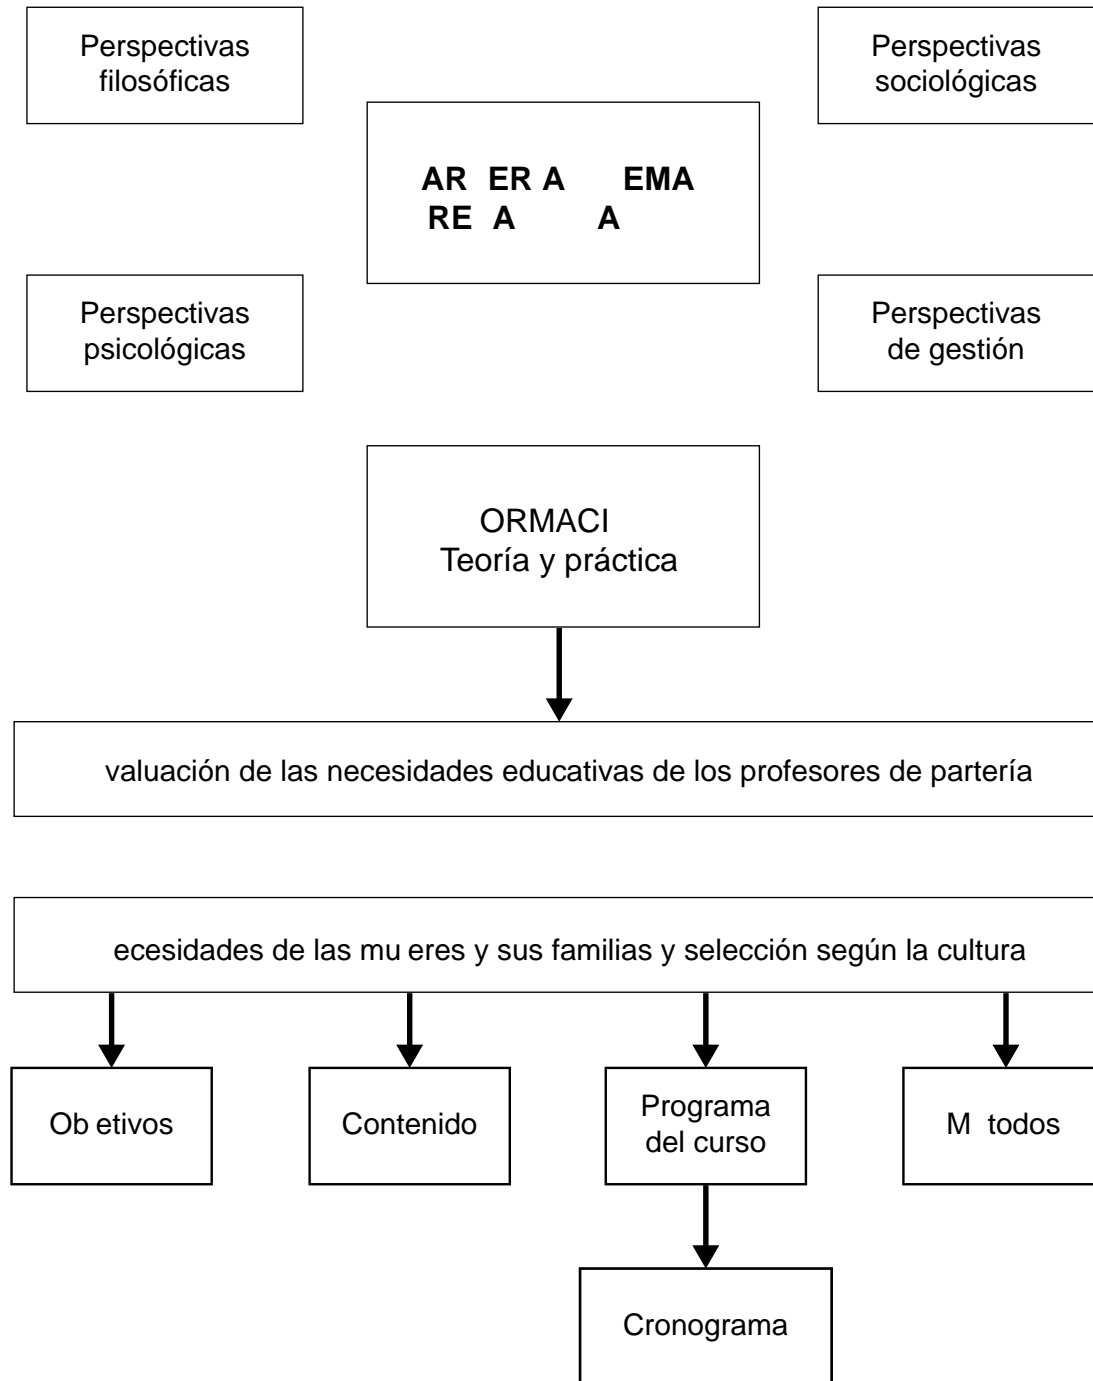 Perspectivas
filosóficas
Perspectivas
sociológicas
AR ER A EMA
RE A A
Perspectivas
psicológicas
Perspectivas
de gestión
ORMACI
Teoría y práctica
valuación de las necesidades educativas de los profesores de partería
ecesidades de las mu eres y sus familias y selección según la cultura
Ob etivos
Contenido
Programa
del curso
M todos
Cronograma